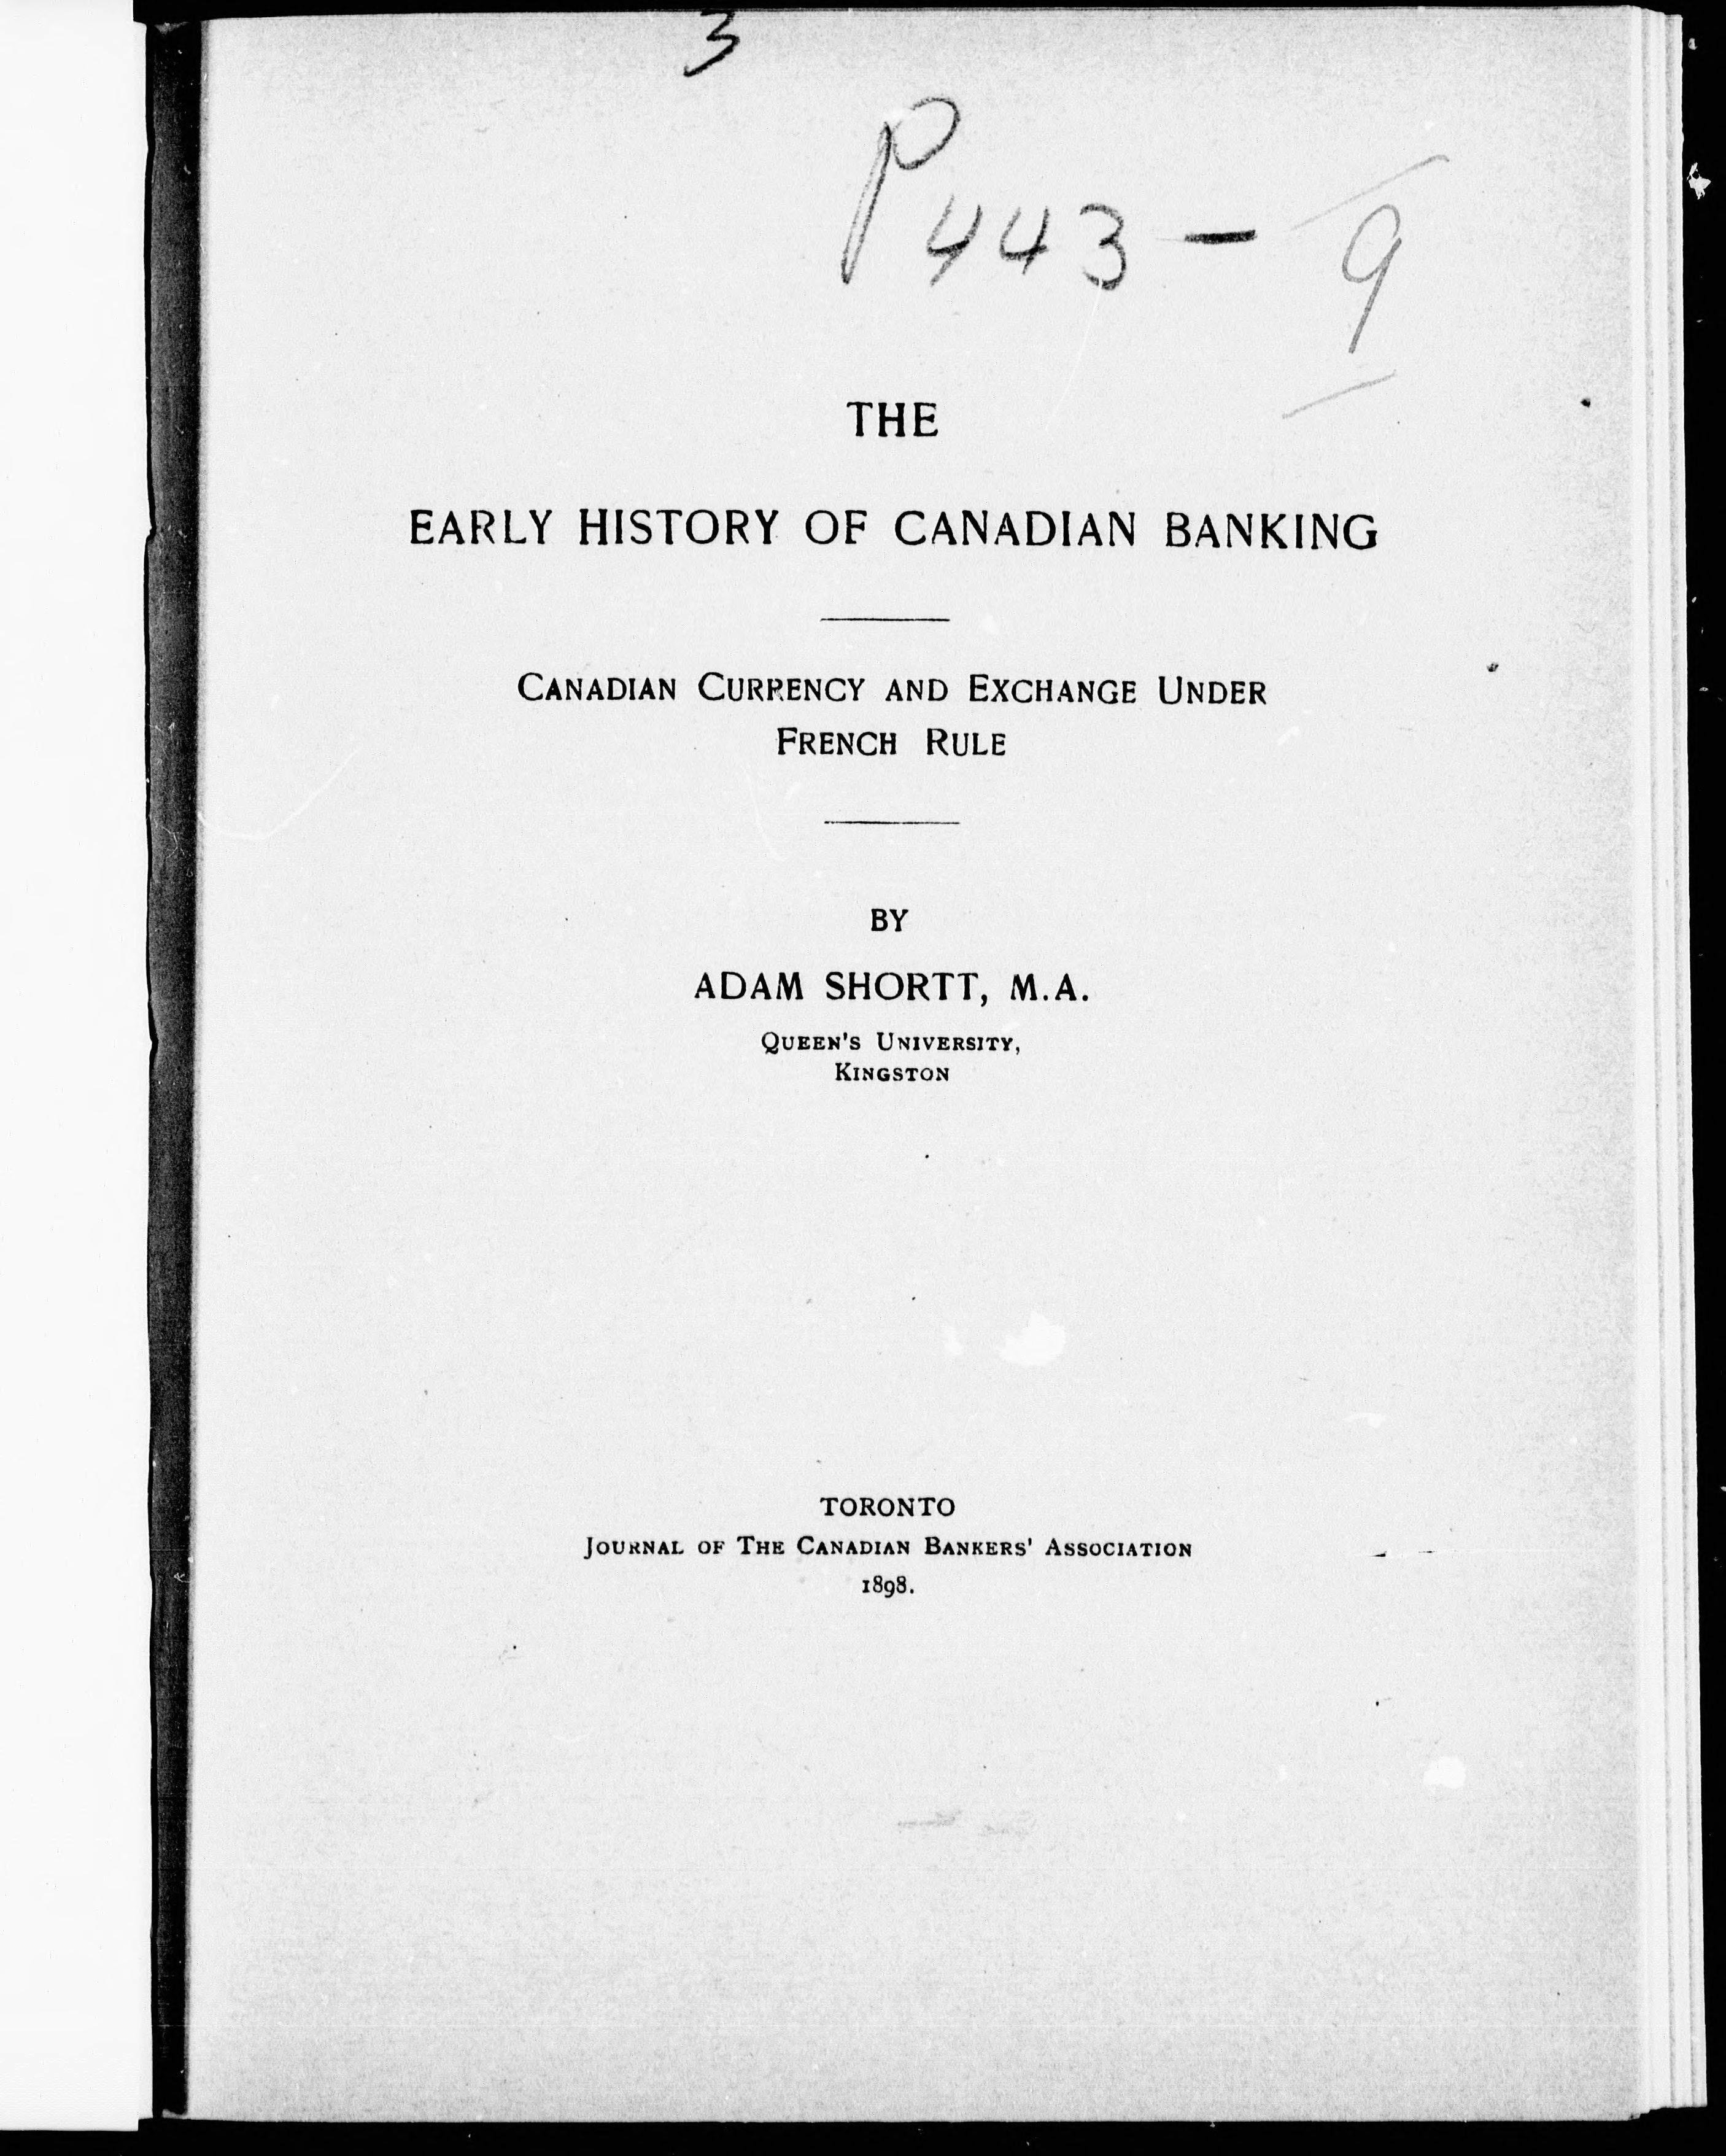 3
P 443 - 9
THE
EARLY HISTORY OF CANADIAN BANKING
CANADIAN CURRENCY AND EXCHANGE UNDER
FRENCH RULE
BY
ADAM SHORTT, M.A.
QUEEN'S UNIVERSITY,
KINGSTON
TORONTO
JOURNAL OF THE CANADIAN BANKERS' ASSOCIATION
1898.